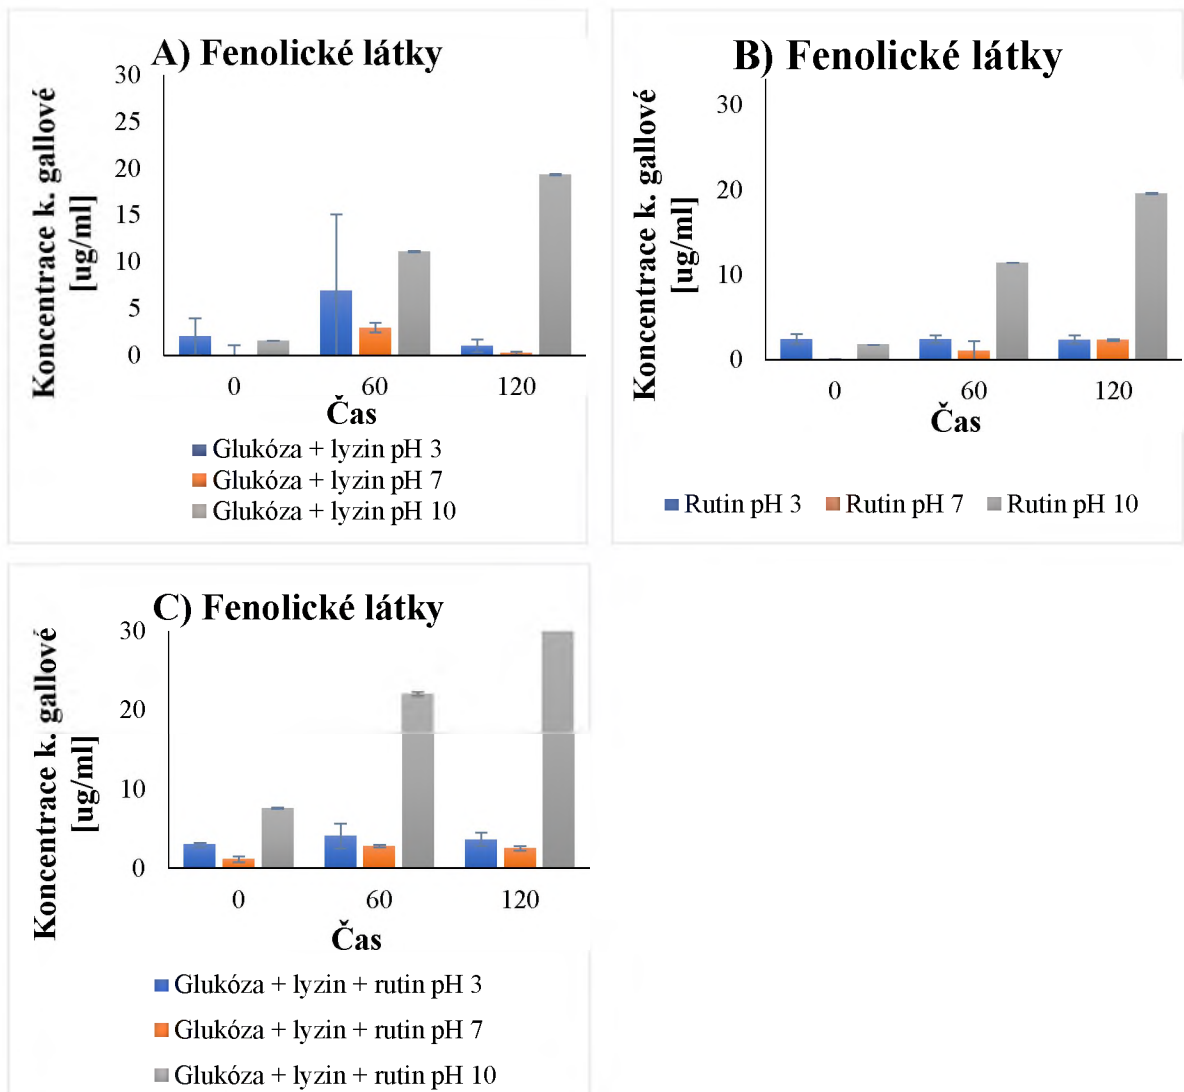 A) Fenolické látky
Koncentrace k. gallové
[ug/ml]
30
25
20
15
10
5
0
0 60 120
Čas
Glukóza + lyzin pH 3
Glukóza + lyzin pH 7
Glukóza + lyzin pH 10
B) Fenolické látky
Koncentrace k. gallové
[ug/ml]
30
20
10
0
0 60 120
Čas
Rutin pH 3 Rutin pH 7 Rutin pH 10
C) Fenolické látky
Koncentrace k. gallové
[ug/ml]
30
20
10
0
0 60 120
Čas
Glukóza + lyzin + rutin pH 3
Glukóza + lyzin + rutin pH 7
Glukóza + lyzin + rutin pH 10